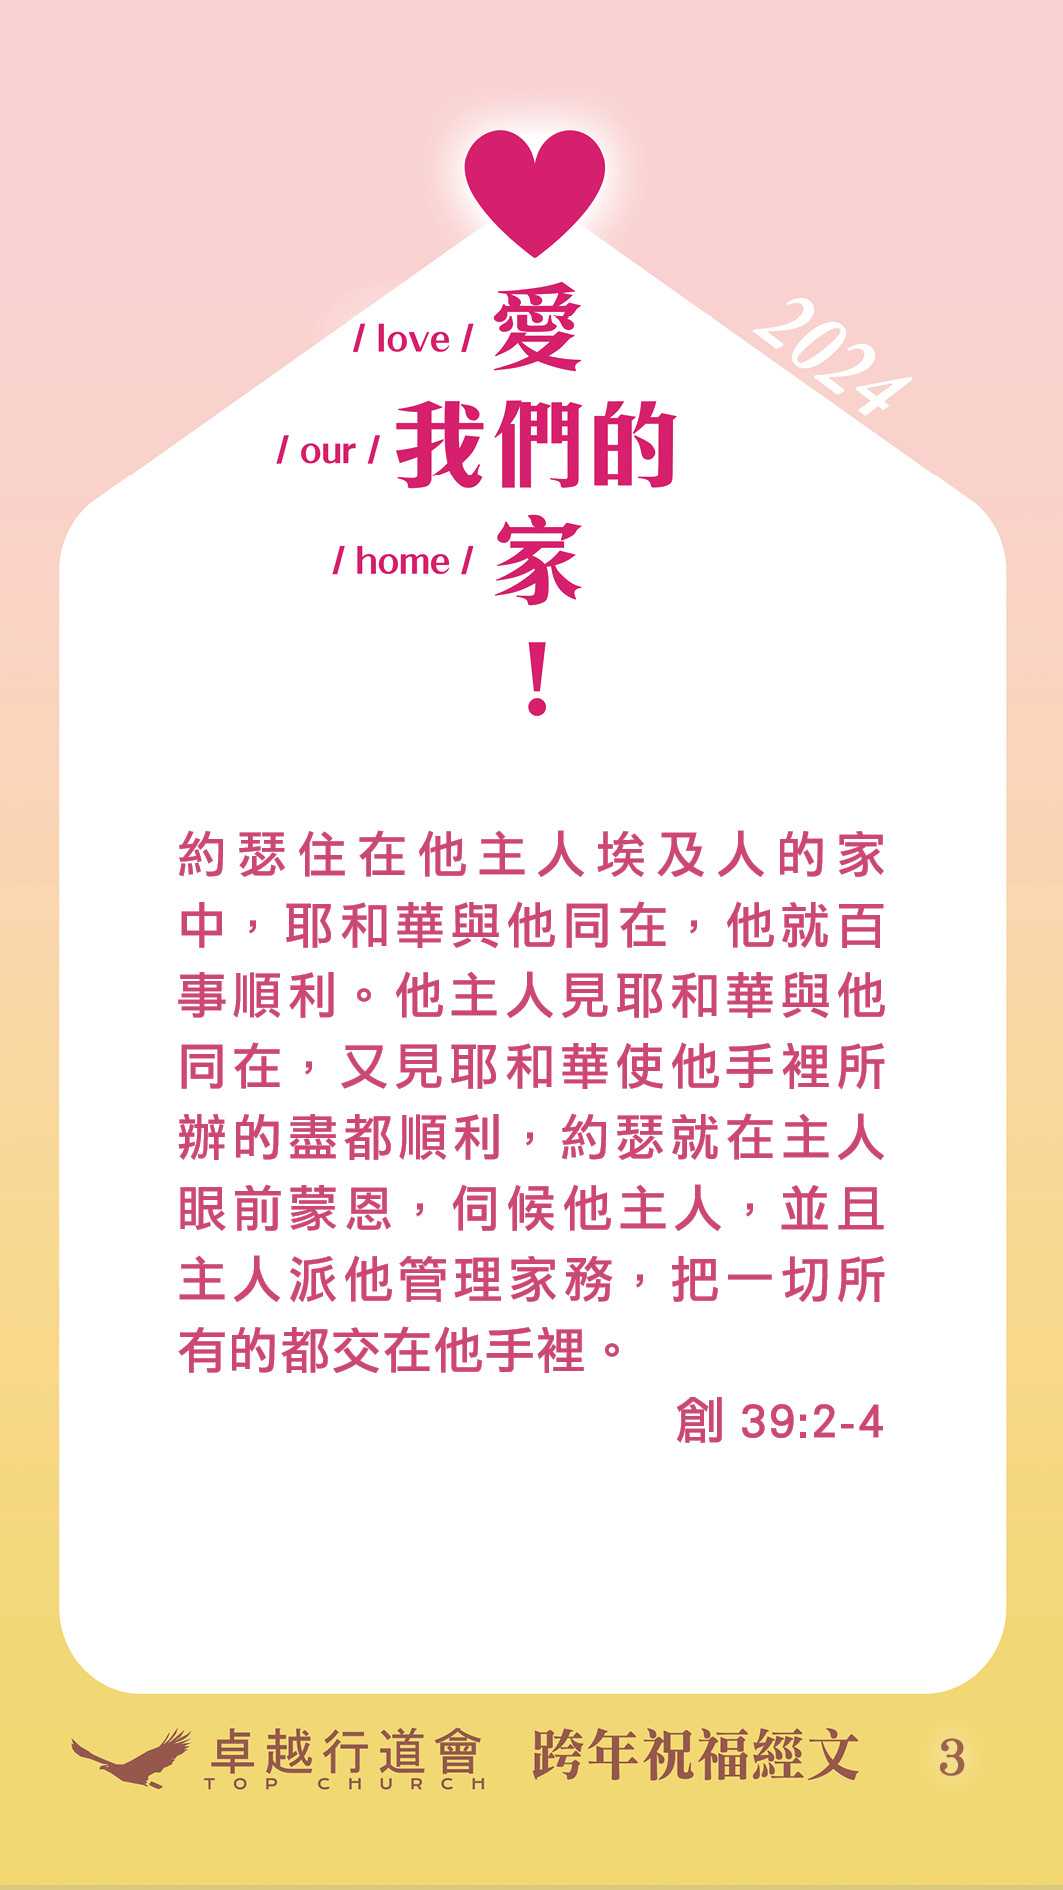 / love / 愛
2024
/ our / 我們的
/ home / 家
！
約瑟住在他主人埃及人的家
中，耶和華與他同在，他就百
事順利。他主人見耶和華與他
同在，又見耶和華使他手裡所
辦的盡都順利，約瑟就在主人
眼前蒙恩，伺候他主人，並且
主人派他管理家務，把一切所
有的都交在他手裡。
創 39:2-4
卓越行道會 跨年祝福經文 3
TOP CHURCH